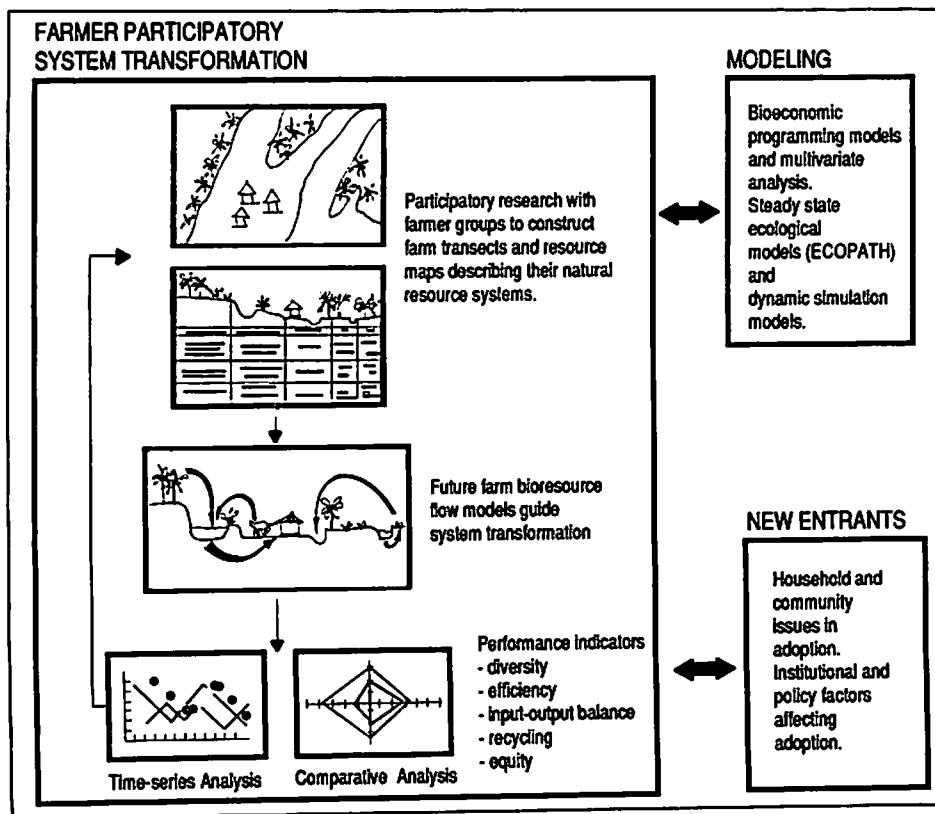 FARMER PARTICIPATORY
SYSTEM TRANSFORMATION
Participatory research with
farmer groups to construct
farm transects and resource
maps describing their natural
resource systems.
Future farm bioresource
flow models guide
system transformation
Performance indicators
- diversity
- efficiency
- input-output balance
- recycling
- equity
Time-series Analysis
Comparative Analysis
MODELING
Bioeconomic
programming models
and multivariate
analysis.
Steady state
ecological
models (ECOPATH)
and
dynamic simulation
models.
NEW ENTRANTS
Household and
community
issues in
adoption.
Institutional and
policy factors
affecting
adoption.